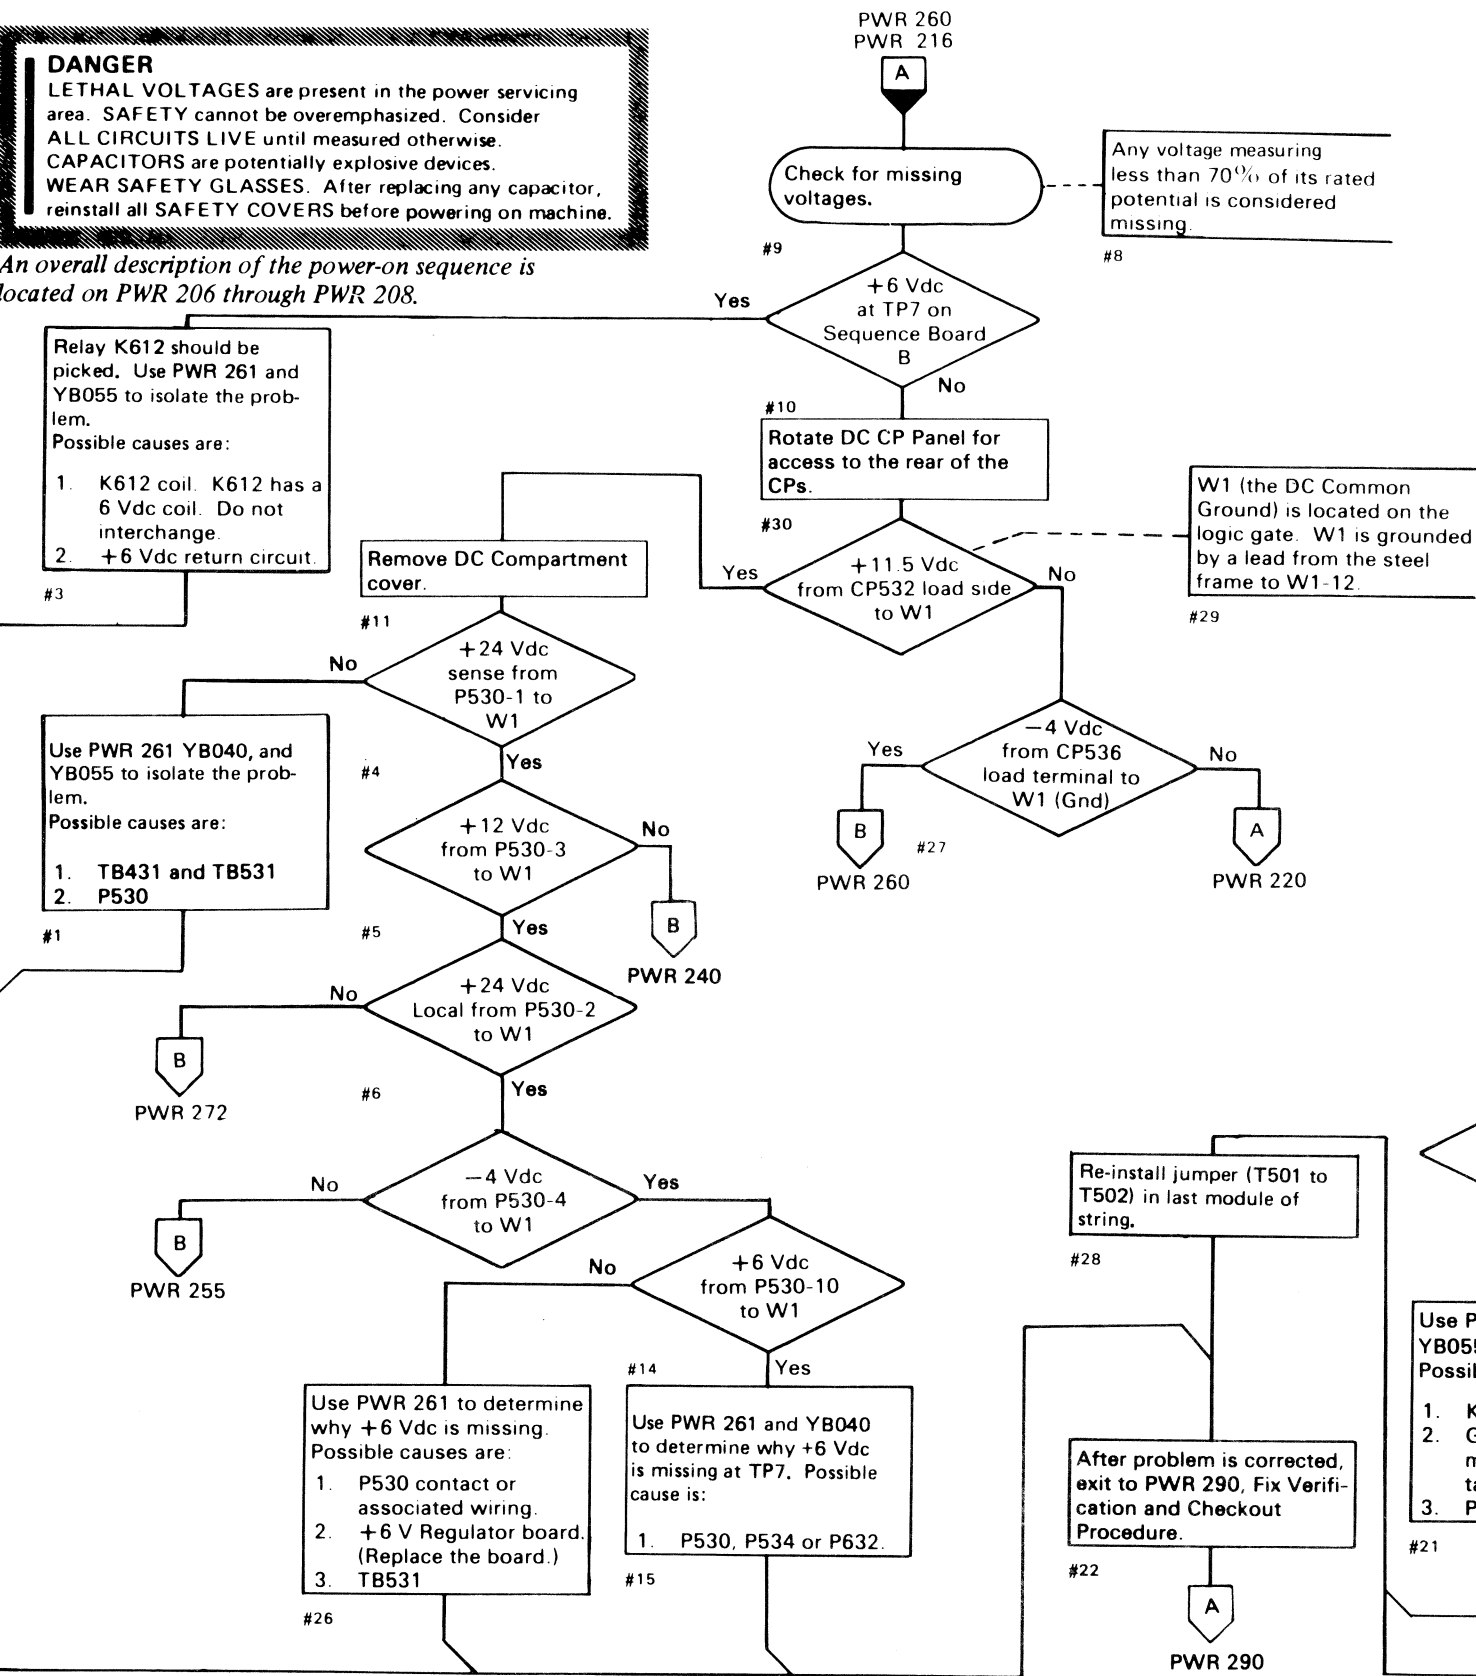 PWR 260
PWR 216
A
DANGER
LETHAL VOLTAGES are present in the power servicing
area. SAFETY cannot be overemphasized. Consider
ALL CIRCUITS LIVE until measured otherwise.
CAPACITORS are potentially explosive devices.
WEAR SAFETY GLASSES. After replacing any capacitor,
reinstall all SAFETY COVERS before powering on machine.
An overall description of the power-on sequence is
located on PWR 206 through PWR 208.
Check for missing
voltages.
Any voltage measuring
less than 70% of its rated
potential is considered
missing.
#8
#9
+6 Vdc
at TP7 on
Sequence Board
B
Yes
No
Relay K612 should be
picked. Use PWR 261 and
YB055 to isolate the prob-
lem.
Possible causes are:
1. K612 coil. K612 has a
6 Vdc coil. Do not
interchange.
2. +6 Vdc return circuit.
#3
#10
Rotate DC CP Panel for
access to the rear of the
CPs.
#30
+11.5 Vdc
from CP532 load side
to W1
Yes
No
W1 (the DC Common
Ground) is located on the
logic gate. W1 is grounded
by a lead from the steel
frame to W1-12.
#29
Remove DC Compartment
cover.
#11
+24 Vdc
sense from
P530-1 to
W1
No
Yes
Use PWR 261 YB040, and
YB055 to isolate the prob-
lem.
Possible causes are:
1. TB431 and TB531
2. P530
#1
−4 Vdc
from CP536
load terminal to
W1 (Gnd)
Yes
No
B
PWR 260
#27
A
PWR 220
#4
+12 Vdc
from P530-3
to W1
No
Yes
B
PWR 240
#5
+24 Vdc
Local from P530-2
to W1
No
Yes
B
PWR 272
#6
−4 Vdc
from P530-4
to W1
No
Yes
B
PWR 255
+6 Vdc
from P530-10
to W1
No
Yes
#14
Use PWR 261 to determine
why +6 Vdc is missing.
Possible causes are:
1. P530 contact or
associated wiring.
2. +6 V Regulator board.
(Replace the board.)
3. TB531
#26
Use PWR 261 and YB040
to determine why +6 Vdc
is missing at TP7. Possible
cause is:
1. P530, P534 or P632.
#15
Re-install jumper (T501 to
T502) in last module of
string.
#28
After problem is corrected,
exit to PWR 290, Fix Verifi-
cation and Checkout
Procedure.
#22
A
PWR 290
Use P
YB055
Possil
1. K
2. G
m
ta
3. P
#21